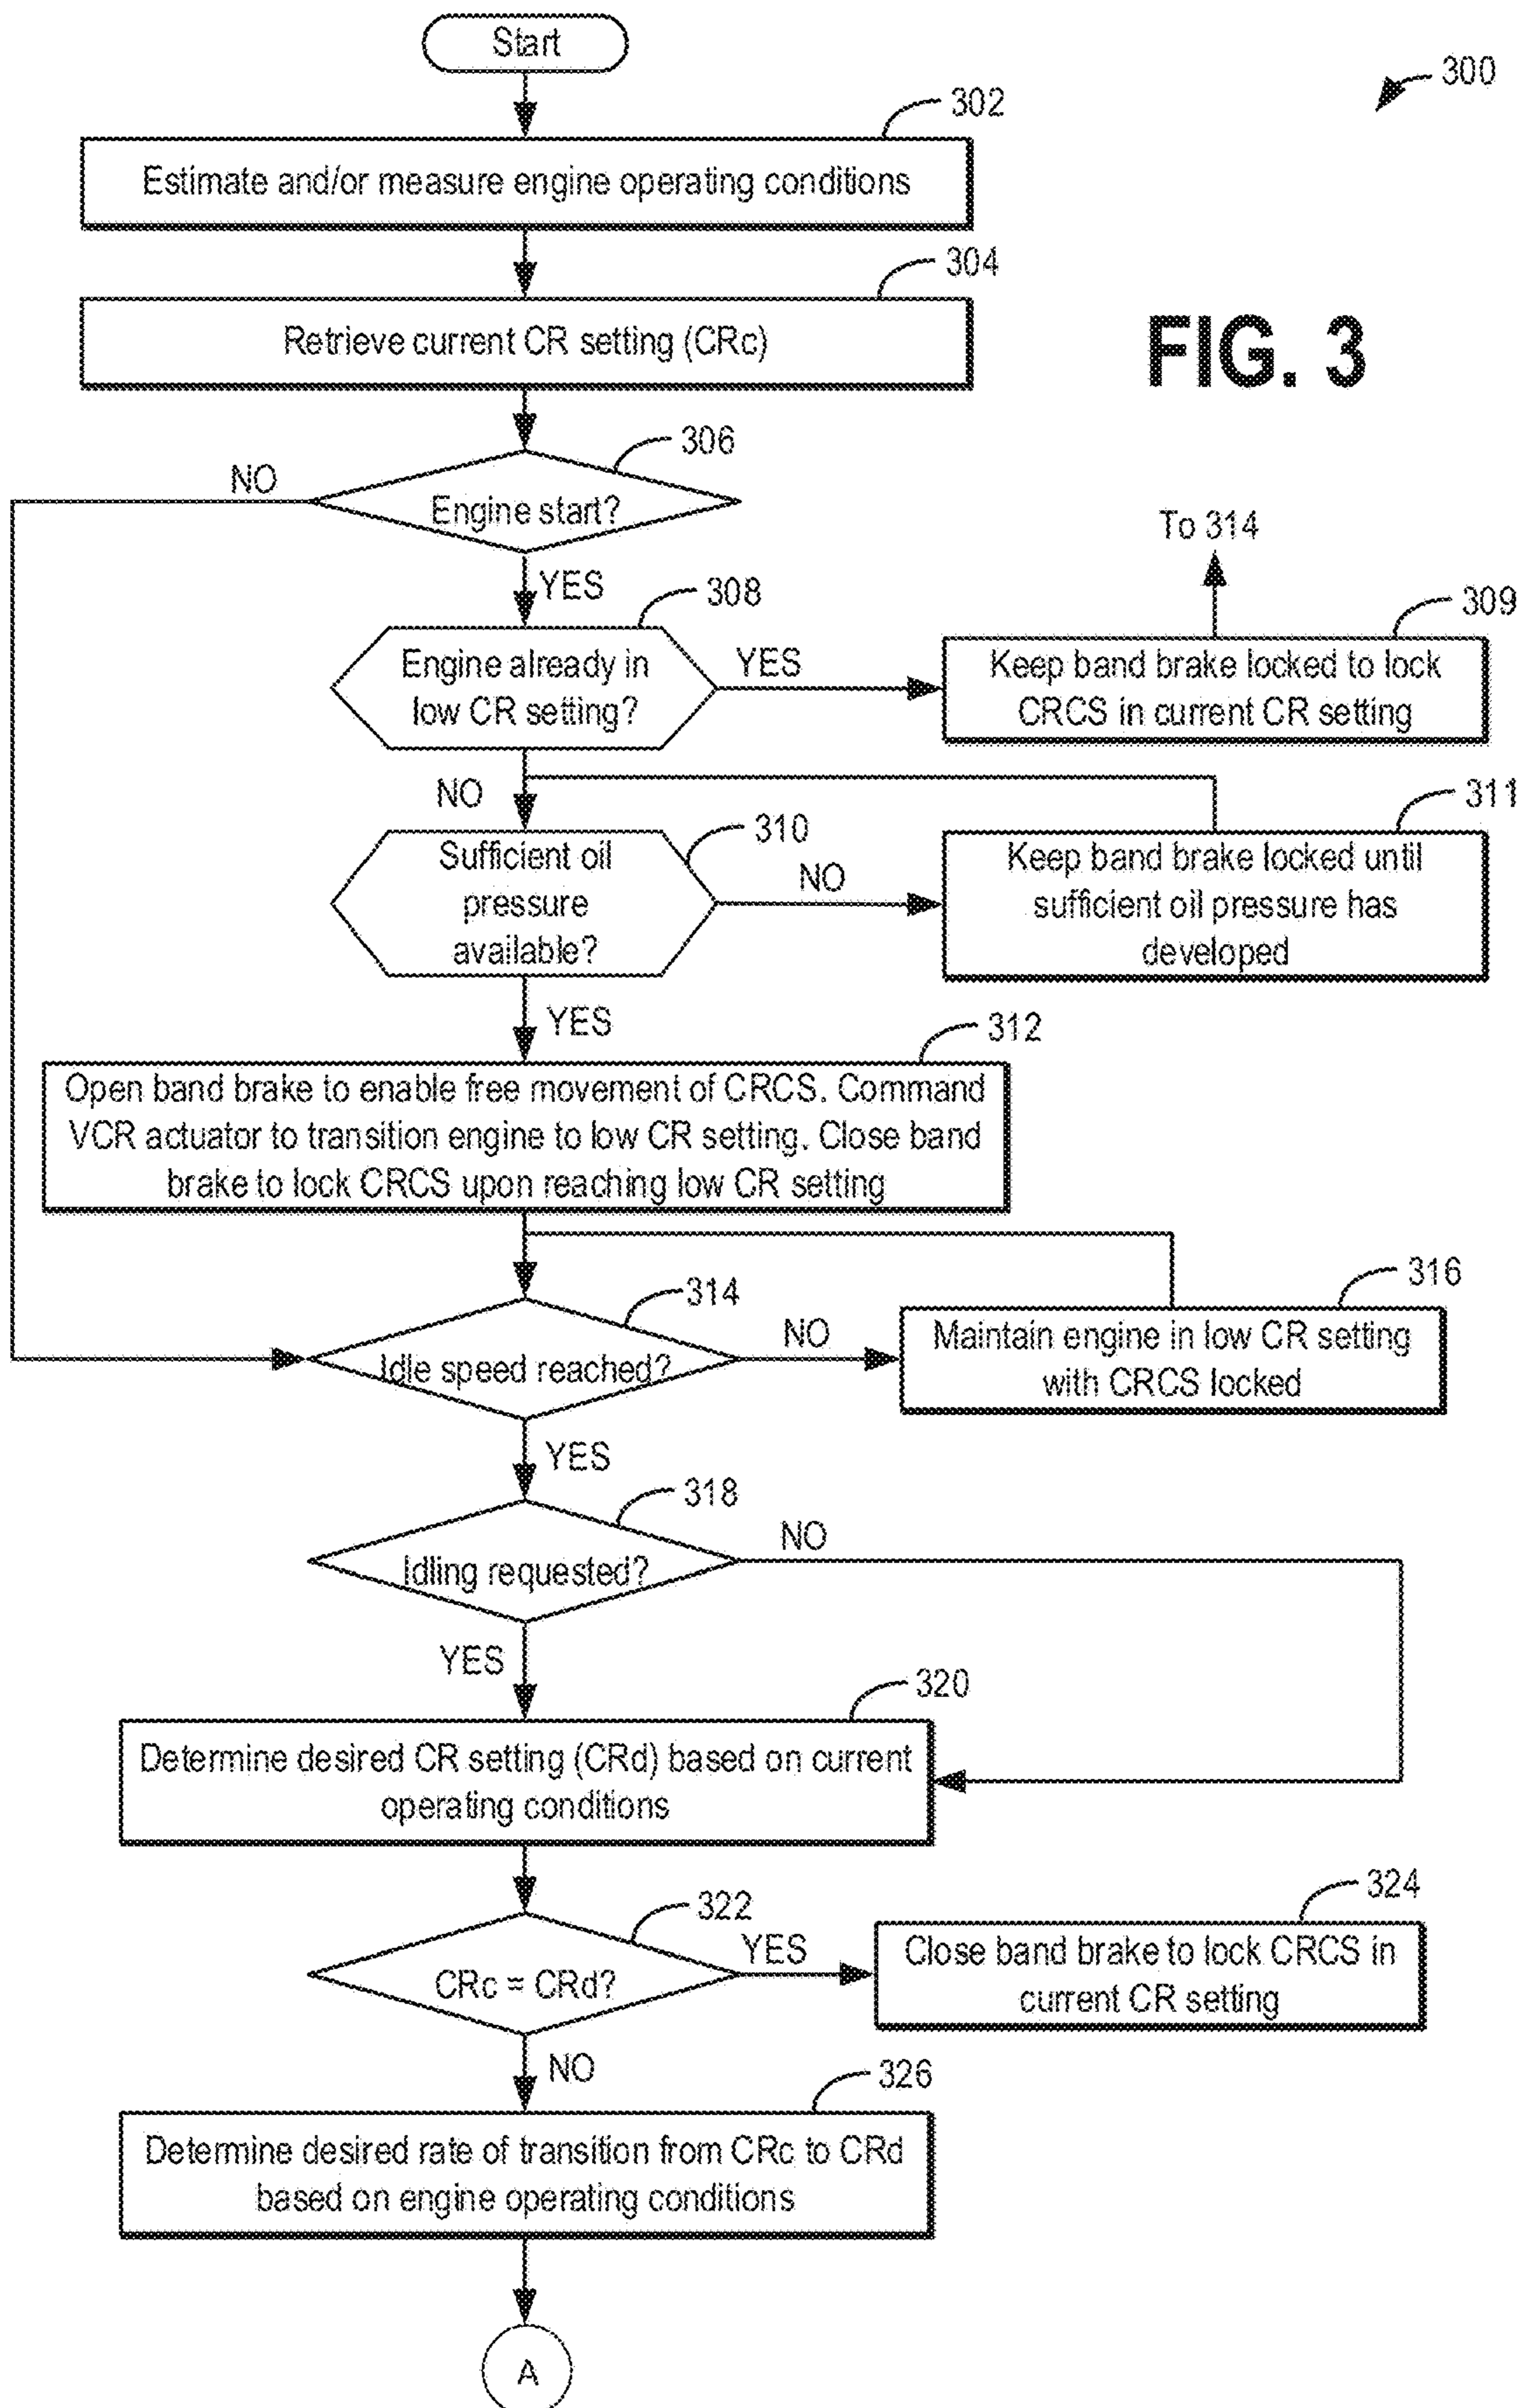 Start
300
302
Estimate and/or measure engine operating conditions
304
Retrieve current CR setting (CRc)
FIG. 3
306
NO
Engine start?
To 314
YES
308
309
Engine already in
low CR setting?
YES
Keep band brake locked to lock
CRCS in current CR setting
NO
311
310
Sufficient oil
pressure
available?
NO
Keep band brake locked until
sufficient oil pressure has
developed
YES
312
Open band brake to enable free movement of CRCS. Command
VCR actuator to transition engine to low CR setting. Close band
brake to lock CRCS upon reaching low CR setting
314
316
Idle speed reached?
NO
Maintain engine in low CR setting
with CRCS locked
YES
318
NO
Idling requested?
YES
320
Determine desired CR setting (CRd) based on current
operating conditions
322
324
CRc = CRd?
YES
Close band brake to lock CRCS in
current CR setting
NO
326
Determine desired rate of transition from CRc to CRd
based on engine operating conditions
A